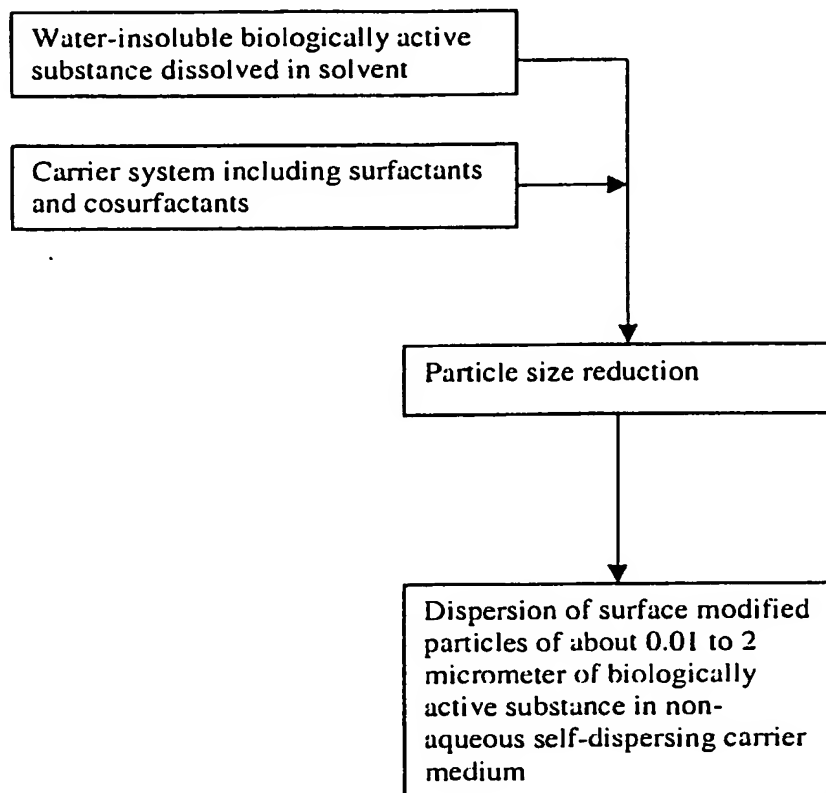 Water-insoluble biologically active
substance dissolved in solvent
Carrier system including surfactants
and cosurfactants
Particle size reduction
Dispersion of surface modified
particles of about 0.01 to 2
micrometer of biologically
active substance in non-
aqueous self-dispersing carrier
medium